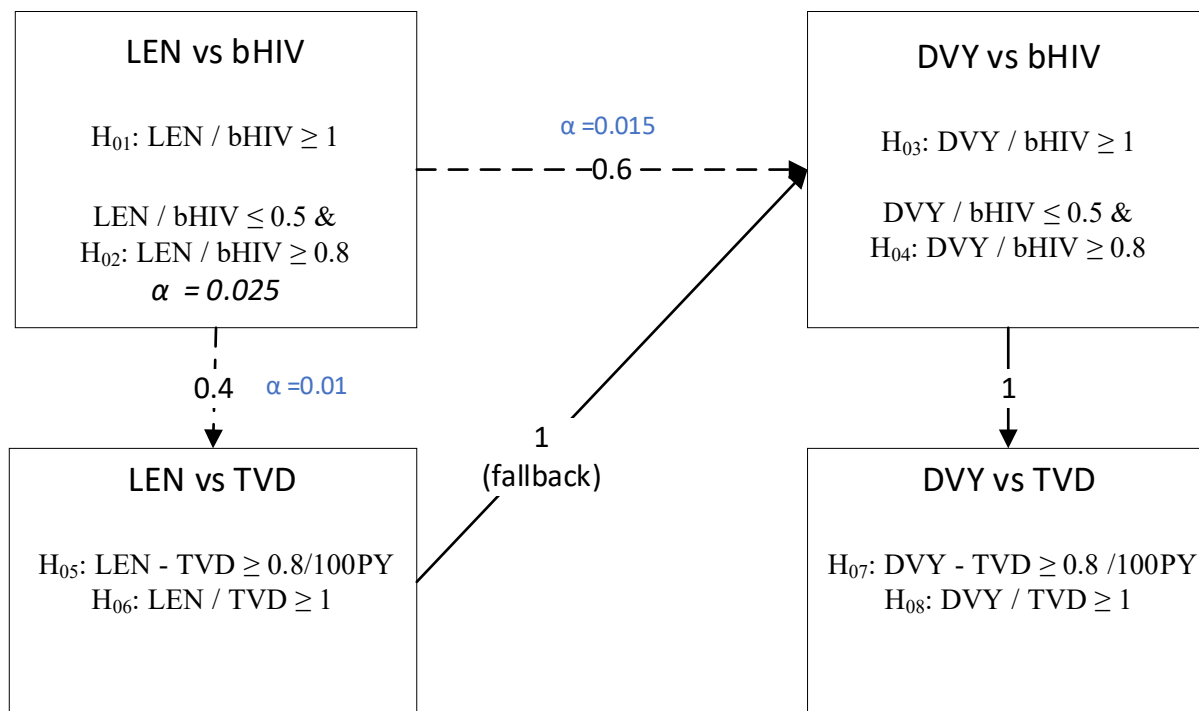 LEN vs bHIV
H01: LEN / bHIV ≥ 1
LEN / bHIV ≤ 0.5 &
H02: LEN / bHIV ≥ 0.8
α = 0.025
α =0.015
0.6
DVY vs bHIV
H03: DVY / bHIV ≥ 1
DVY / bHIV ≤ 0.5 &
H04: DVY / bHIV ≥ 0.8
0.4
α =0.01
1
(fallback)
1
LEN vs TVD
H05: LEN - TVD ≥ 0.8/100PY
H06: LEN / TVD ≥ 1
DVY vs TVD
H07: DVY - TVD ≥ 0.8 /100PY
H08: DVY / TVD ≥ 1